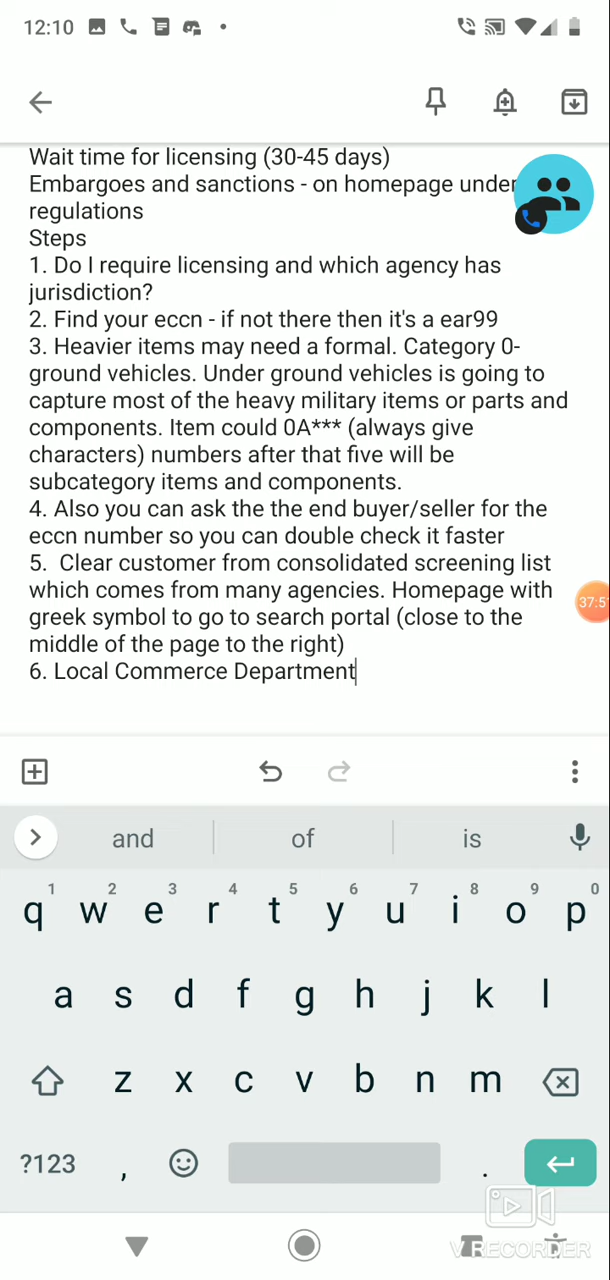 12:10
Wait time for licensing (30-45 days)
Embargoes and sanctions - on homepage under
regulations
Steps
1. Do I require licensing and which agency has
jurisdiction?
2. Find your eccn - if not there then it's a ear99
3. Heavier items may need a formal. Category 0-
ground vehicles. Under ground vehicles is going to
capture most of the heavy military items or parts and
components. Item could 0A*** (always give
characters) numbers after that five will be
subcategory items and components.
4. Also you can ask the the end buyer/seller for the
eccn number so you can double check it faster
5.  Clear customer from consolidated screening list
which comes from many agencies. Homepage with
greek symbol to go to search portal (close to the
middle of the page to the right)
6. Local Commerce Department
37:5
and of is
1 2 3 4 5 6 7 8 9 0
q w e r t y u i o p
a s d f g h j k l
z x c v b n m
?123 , .
VRECORDER